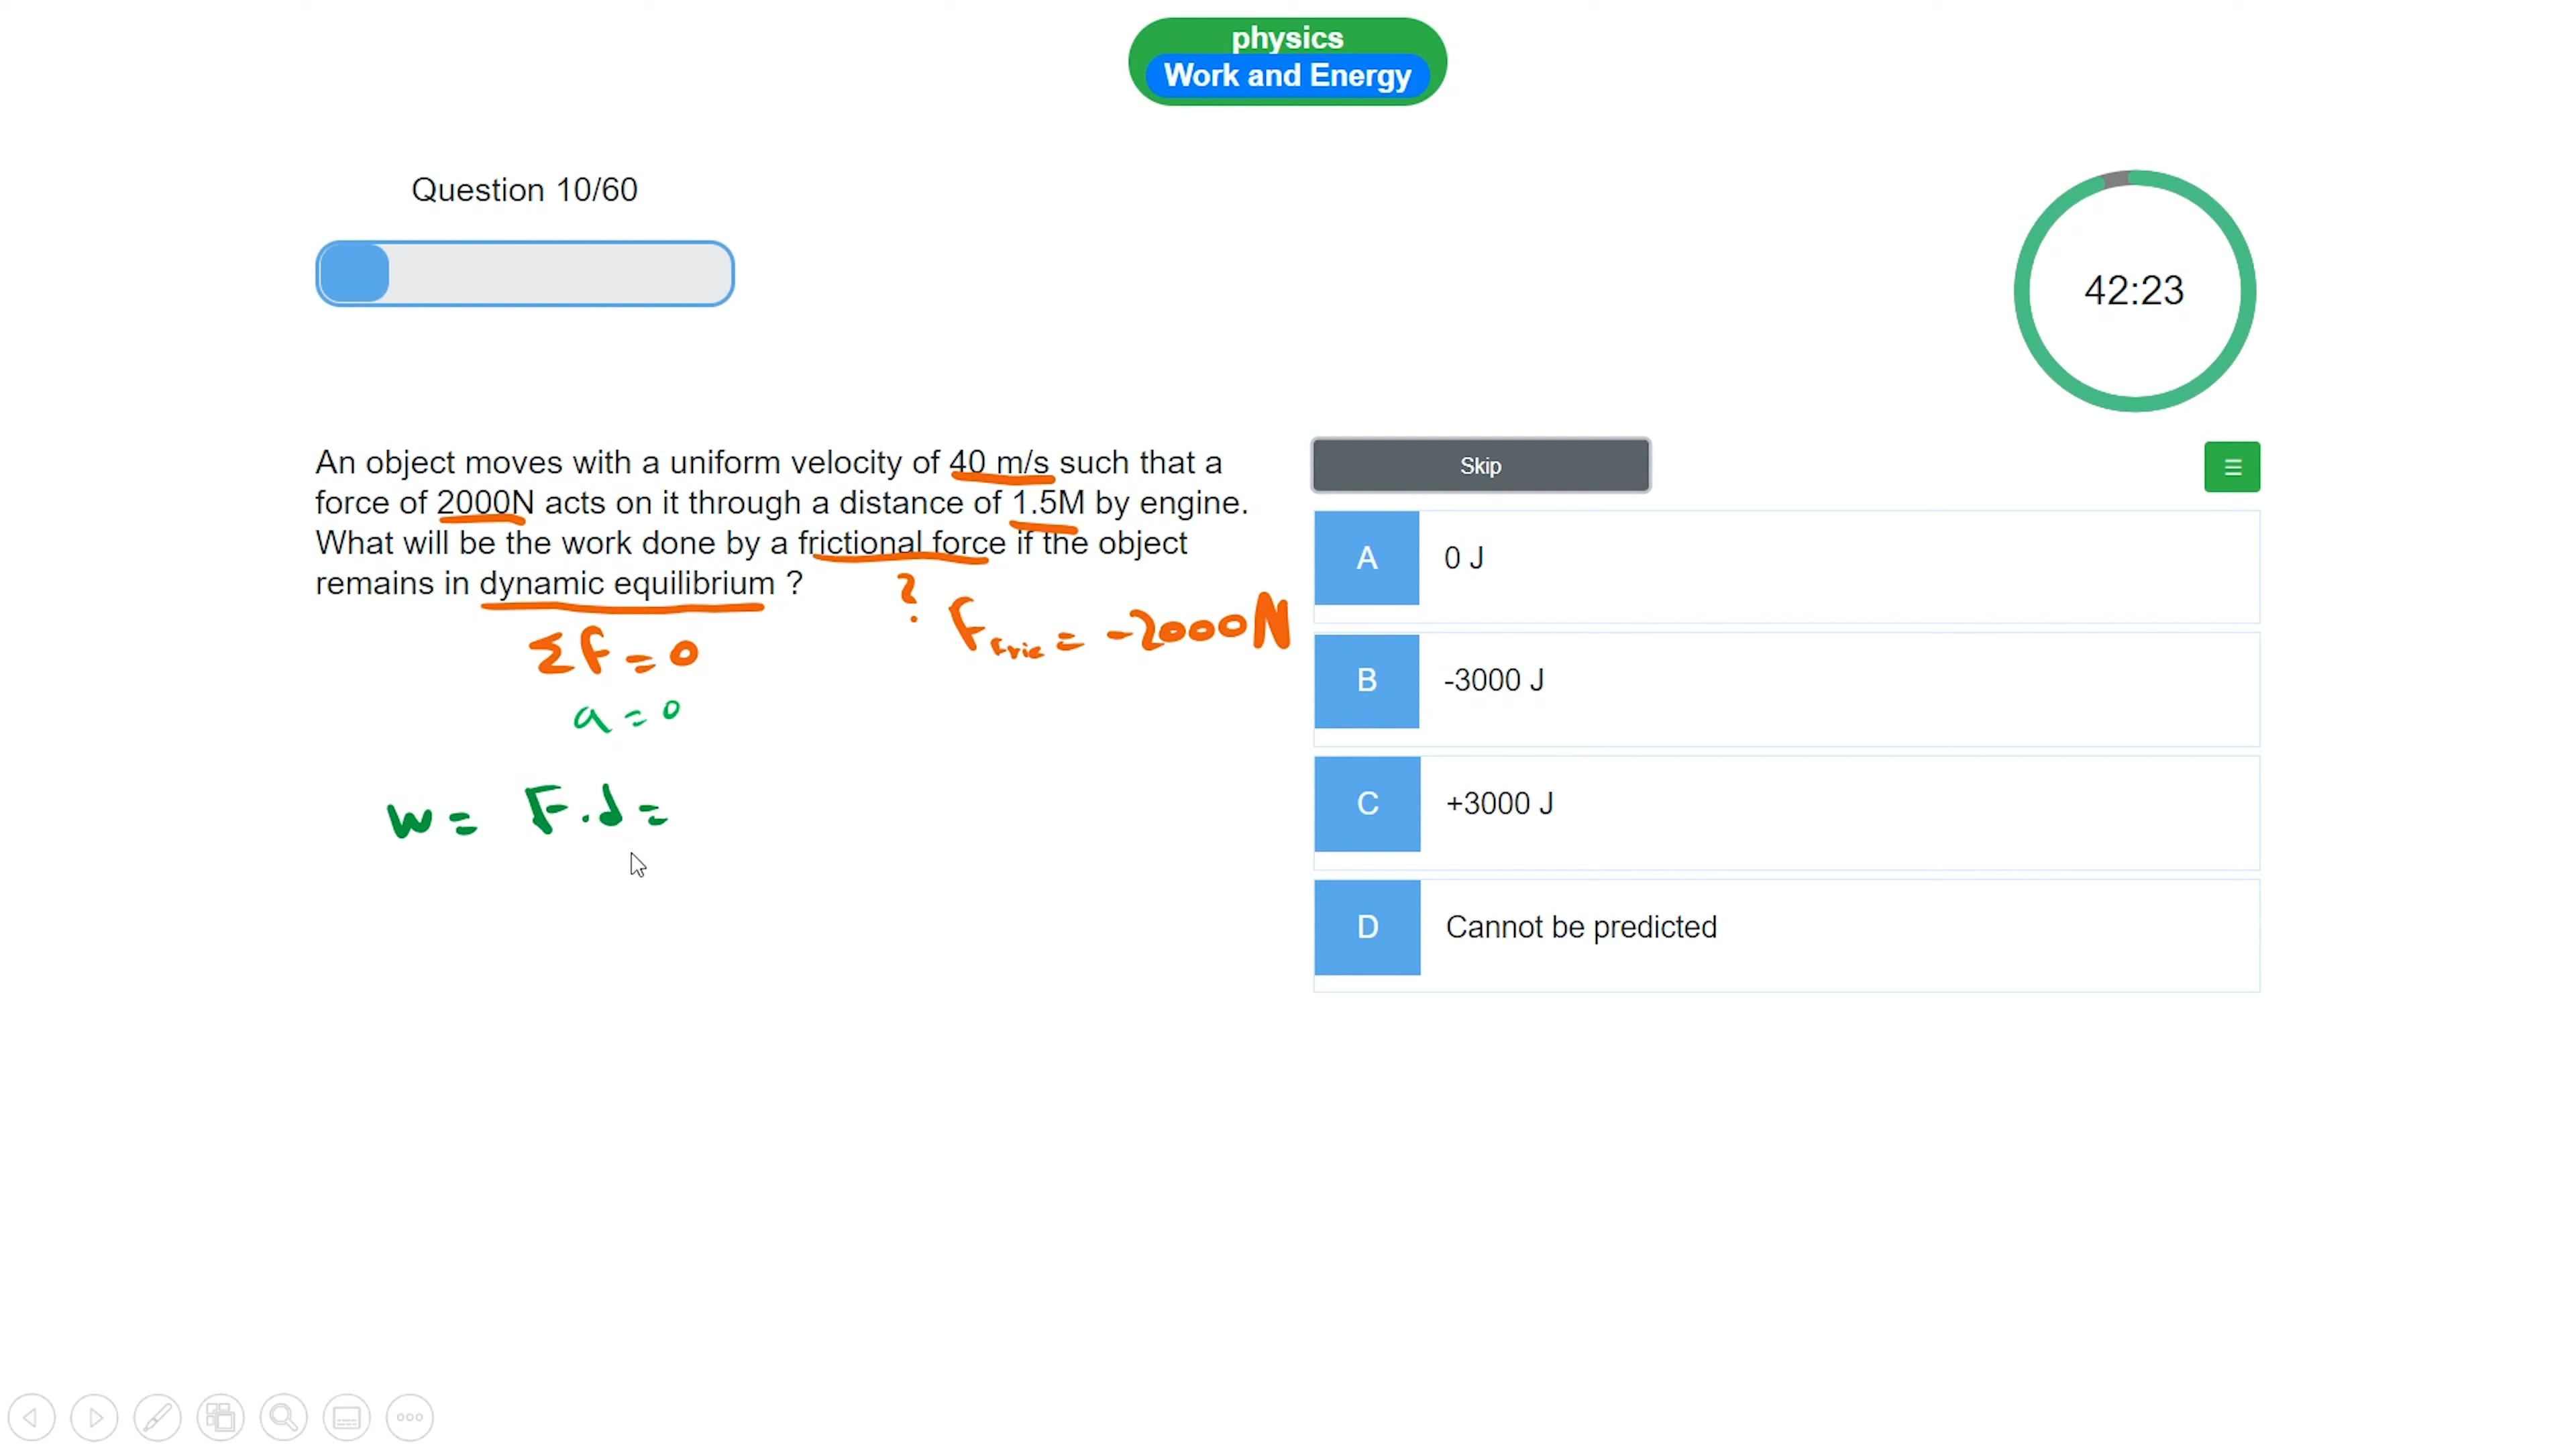 physics
Work and Energy
Question 10/60
42:23
An object moves with a uniform velocity of 40 m/s such that a
force of 2000N acts on it through a distance of 1.5M by engine.
What will be the work done by a frictional force if the object
remains in dynamic equilibrium ?
?
F Fric = -2000N
ΣF = 0
a = 0
W = F.d =
Skip
☰
A 0 J
B -3000 J
C +3000 J
D Cannot be predicted